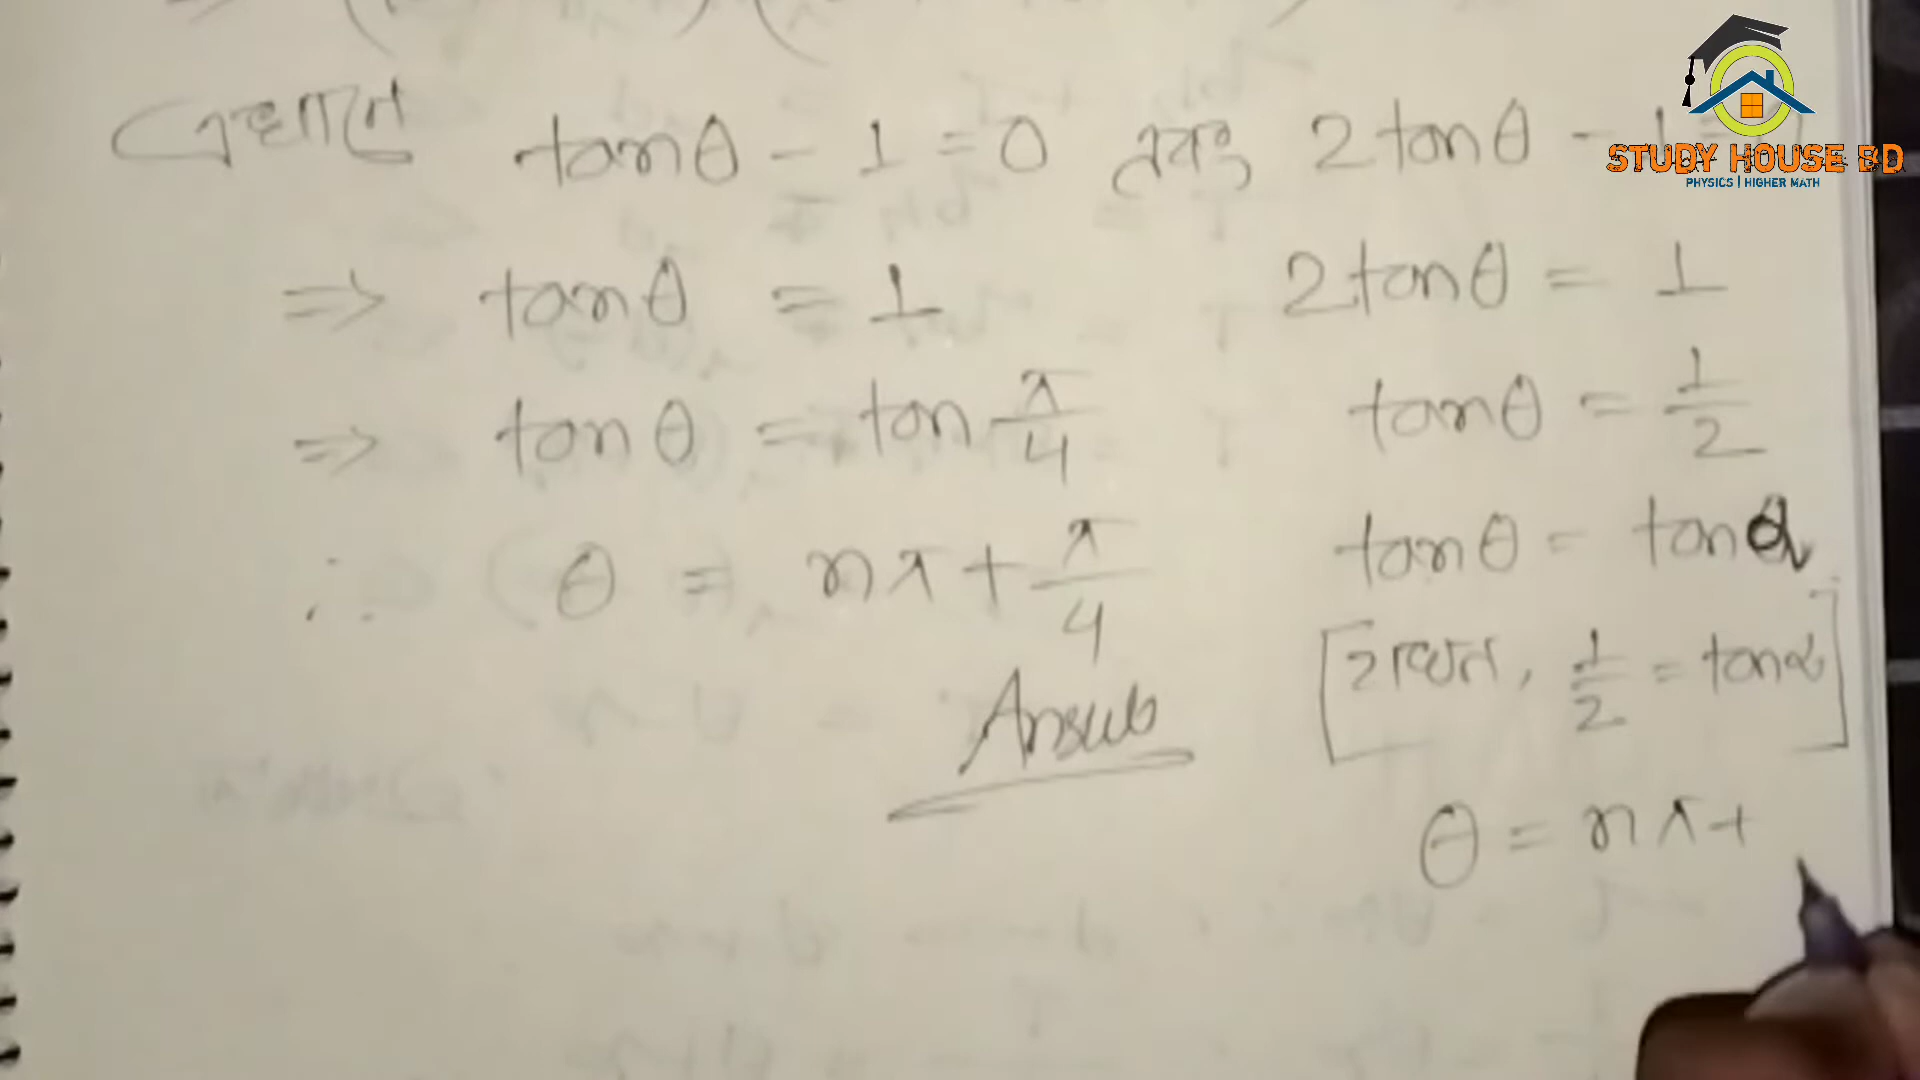 এখানে tanθ - 1 = 0 এবং 2tanθ - 1 =
⇒ tanθ = 1
2tanθ = 1
⇒ tanθ = tan π/4
tanθ = 1/2
∴ θ = nπ + π/4
tanθ = tanα
[যেখানে, 1/2 = tanα]
Answer
θ = nπ +
STUDY HOUSE BD
PHYSICS | HIGHER MATH